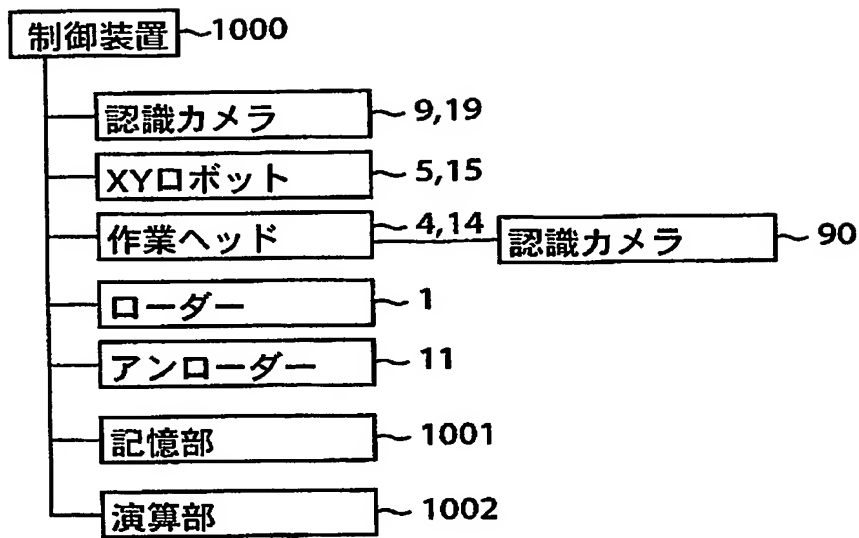 制御装置 1000
認識カメラ 9,19
XYロボット 5,15
作業ヘッド 4,14 認識カメラ 90
ローダー 1
アンローダー 11
記憶部 1001
演算部 1002